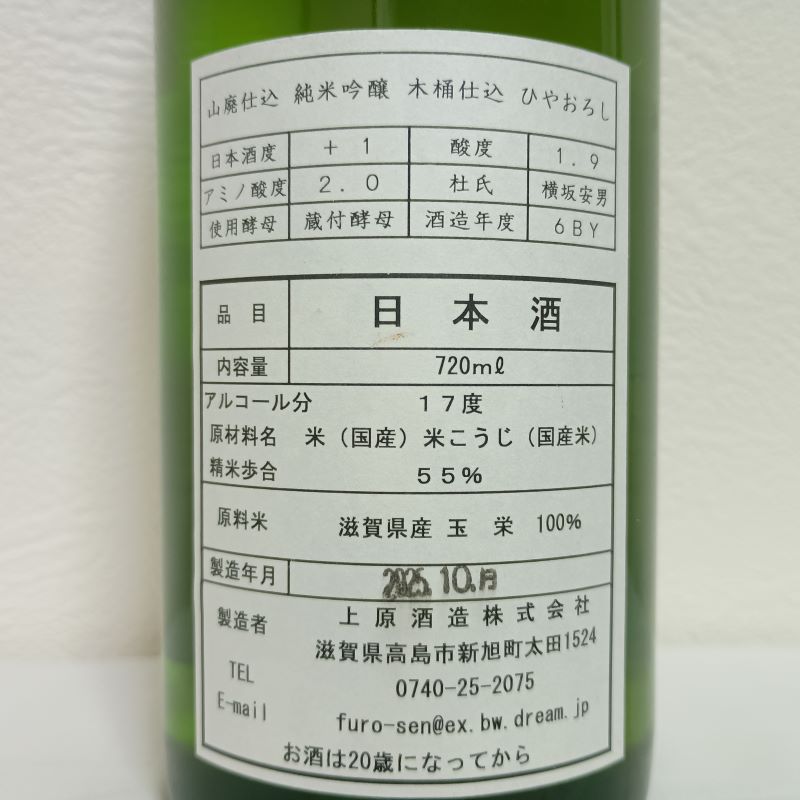 山廃仕込 純米吟醸 木桶仕込 ひやおろし
日本酒度 +1 酸度 1.9
アミノ酸度 2.0 杜氏 横坂安男
使用酵母 蔵付酵母 酒造年度 6BY
品目 日本酒
内容量 720mℓ
アルコール分 17度
原材料名 米（国産）米こうじ（国産米）
精米歩合 55%
原料米 滋賀県産 玉 栄 100%
製造年月 2025.10.月
製造者 上原酒造株式会社
滋賀県高島市新旭町太田1524
TEL 0740-25-2075
E-mail furo-sen@ex.bw.dream.jp
お酒は20歳になってから